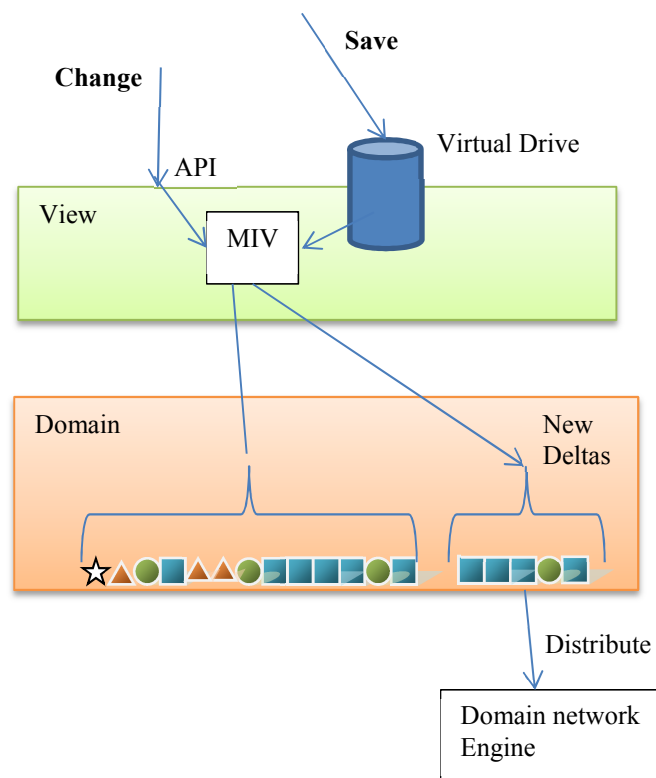 Save
Change
Virtual Drive
API
View
MIV
Domain
New
Deltas
Distribute
Domain network
Engine